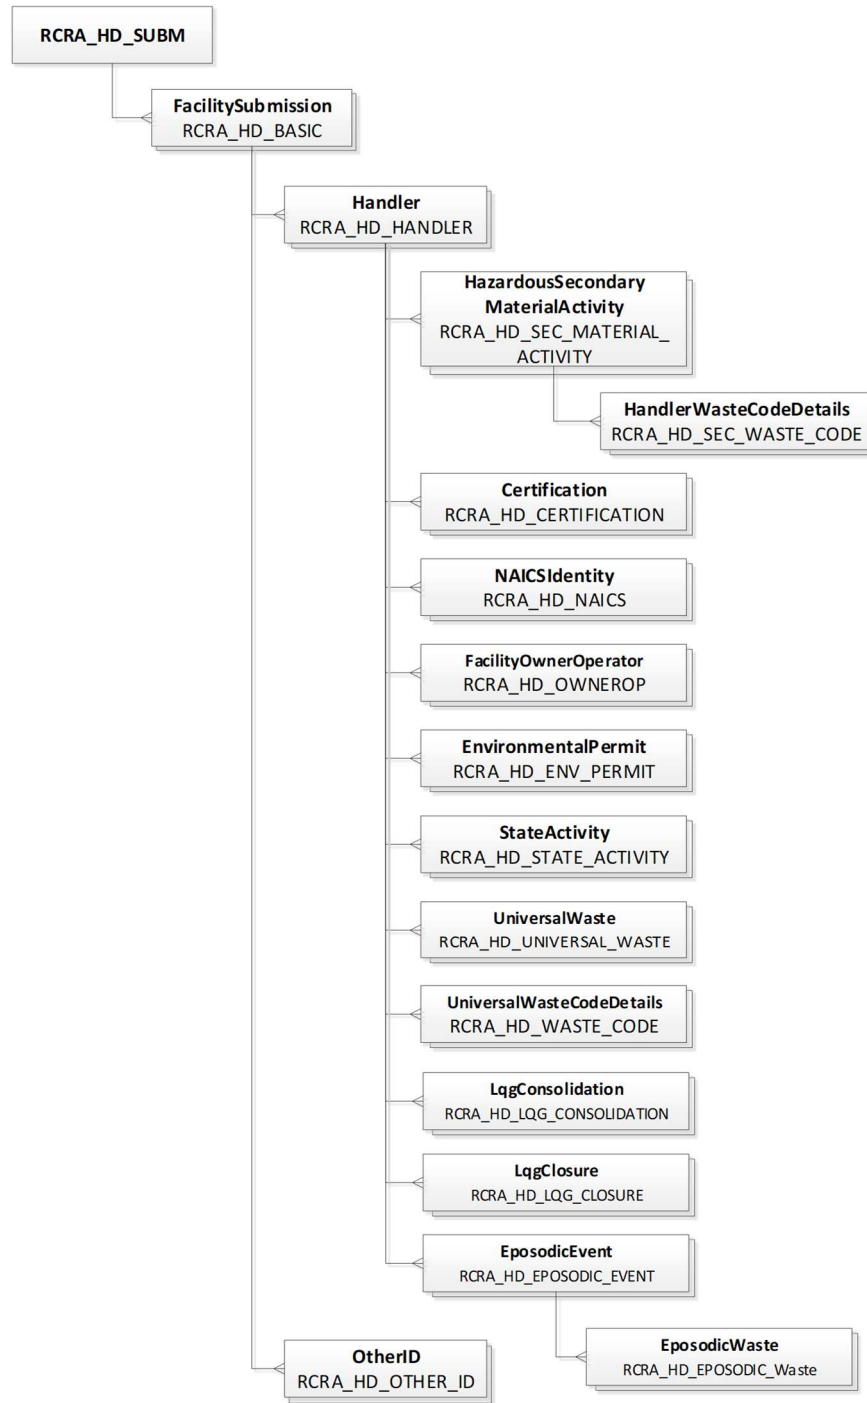 RCRA_HD_SUBM
FacilitySubmission
RCRA_HD_BASIC
Handler
RCRA_HD_HANDLER
HazardousSecondary
MaterialActivity
RCRA_HD_SEC_MATERIAL_
ACTIVITY
HandlerWasteCodeDetails
RCRA_HD_SEC_WASTE_CODE
Certification
RCRA_HD_CERTIFICATION
NAICSIdentity
RCRA_HD_NAICS
FacilityOwnerOperator
RCRA_HD_OWNEROP
EnvironmentalPermit
RCRA_HD_ENV_PERMIT
StateActivity
RCRA_HD_STATE_ACTIVITY
UniversalWaste
RCRA_HD_UNIVERSAL_WASTE
UniversalWasteCodeDetails
RCRA_HD_WASTE_CODE
LqgConsolidation
RCRA_HD_LQG_CONSOLIDATION
LqgClosure
RCRA_HD_LQG_CLOSURE
EposodicEvent
RCRA_HD_EPOSODIC_EVENT
EposodicWaste
RCRA_HD_EPOSODIC_Waste
OtherID
RCRA_HD_OTHER_ID